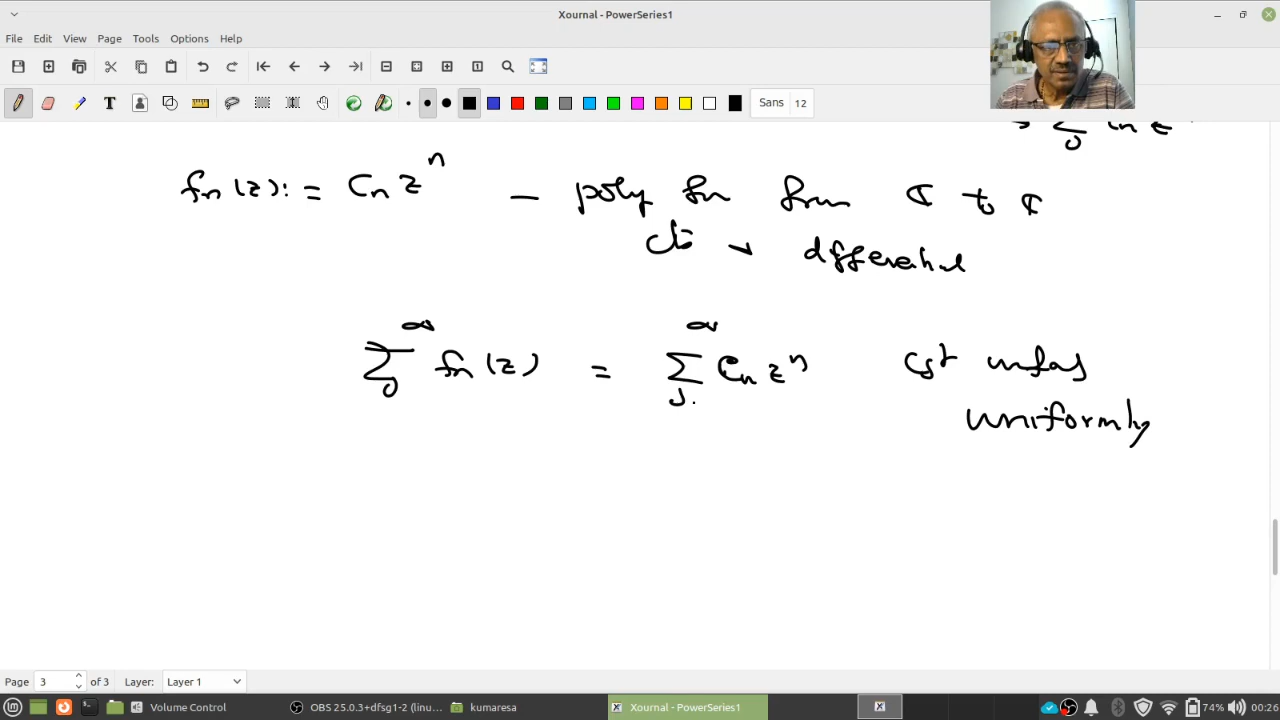 Xournal - PowerSeries1
File Edit View Page Tools Options Help
Sans 12
fn(z) := Cn z^n — poly fn from ℂ to ℂ
cts differential
∑_0^∞ fn(z) = ∑_0^∞ Cn z^n cgt
uniformly
Page 3 of 3 Layer: Layer 1
Volume Control OBS 25.0.3+dfsg1-2 (linu... kumaresa Xournal - PowerSeries1 74% 00:26